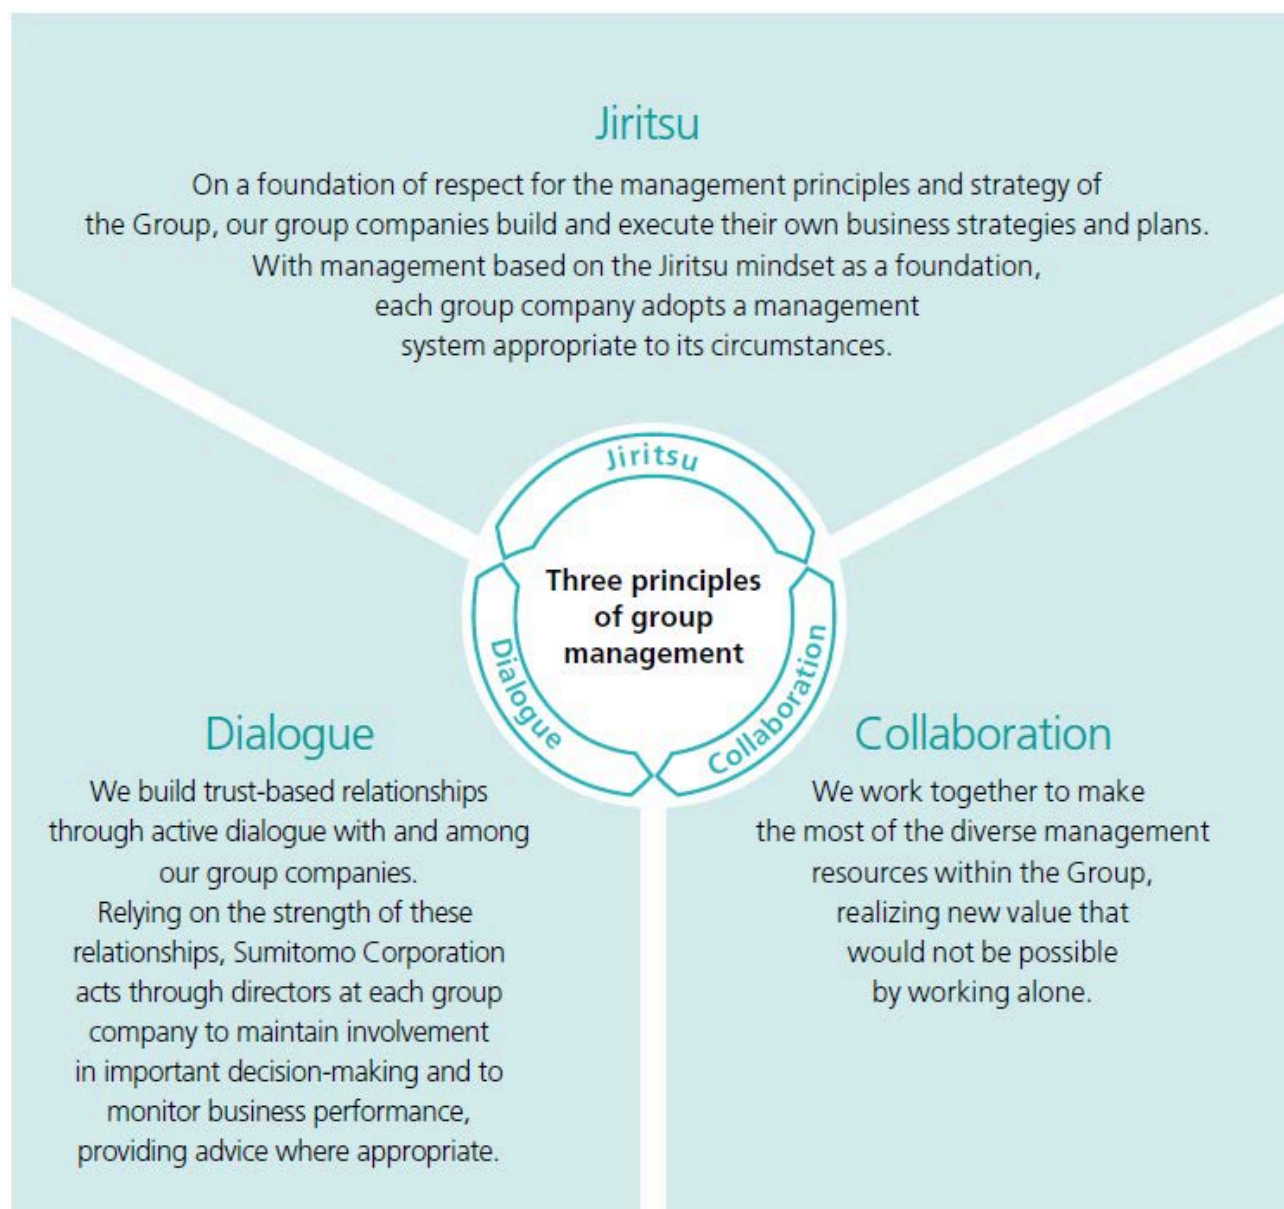 Jiritsu
On a foundation of respect for the management principles and strategy of
the Group, our group companies build and execute their own business strategies and plans.
With management based on the Jiritsu mindset as a foundation,
each group company adopts a management
system appropriate to its circumstances.
Jiritsu
Three principles
of group
management
Dialogue
Collaboration
Dialogue
We build trust-based relationships
through active dialogue with and among
our group companies.
Relying on the strength of these
relationships, Sumitomo Corporation
acts through directors at each group
company to maintain involvement
in important decision-making and to
monitor business performance,
providing advice where appropriate.
Collaboration
We work together to make
the most of the diverse management
resources within the Group,
realizing new value that
would not be possible
by working alone.